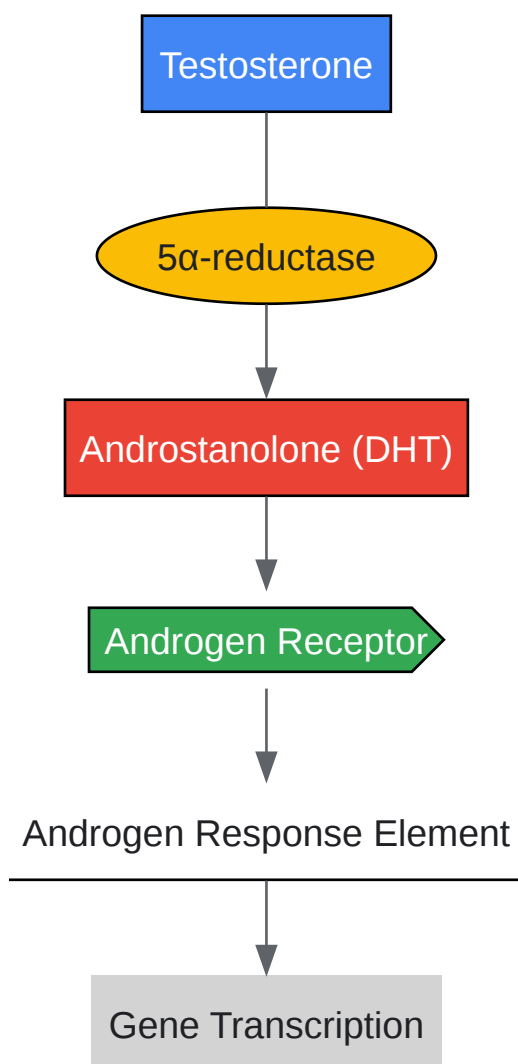 Testosterone
5α-reductase
Androstanolone (DHT)
Androgen Receptor
Androgen Response Element
Gene Transcription